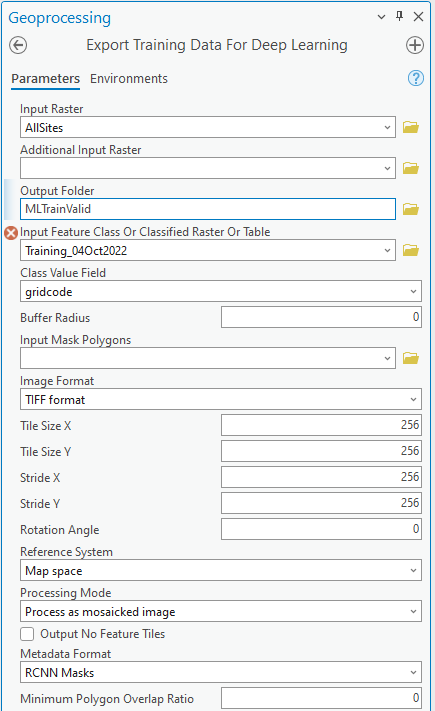 Geoprocessing
Export Training Data For Deep Learning
Parameters Environments
Input Raster
AllSites
Additional Input Raster
Output Folder
MLTrainValid
Input Feature Class Or Classified Raster Or Table
Training_04Oct2022
Class Value Field
gridcode
Buffer Radius 0
Input Mask Polygons
Image Format
TIFF format
Tile Size X 256
Tile Size Y 256
Stride X 256
Stride Y 256
Rotation Angle 0
Reference System
Map space
Processing Mode
Process as mosaicked image
Output No Feature Tiles
Metadata Format
RCNN Masks
Minimum Polygon Overlap Ratio 0